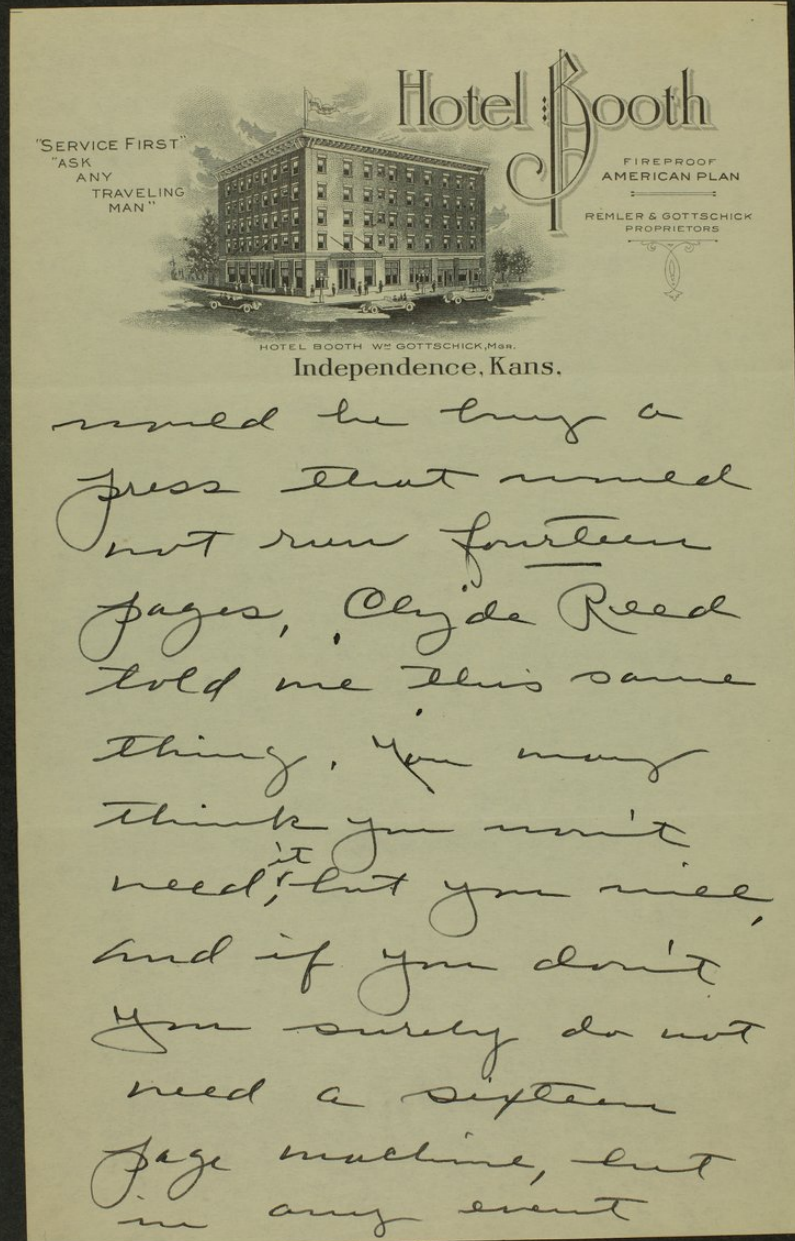 Hotel Booth
"SERVICE FIRST"
"ASK
ANY
TRAVELING
MAN"
FIREPROOF
AMERICAN PLAN
REMLER & GOTTSCHICK
PROPRIETORS
HOTEL BOOTH WM GOTTSCHICK, MGR.
Independence, Kans.
would be buy a
press that would
not run fourteen
pages, Clyde Reed
told me this same
thing. You may
think you won't
need it, but you will,
and if you don't
you surely do not
need a sixteen
page machine, but
in any event